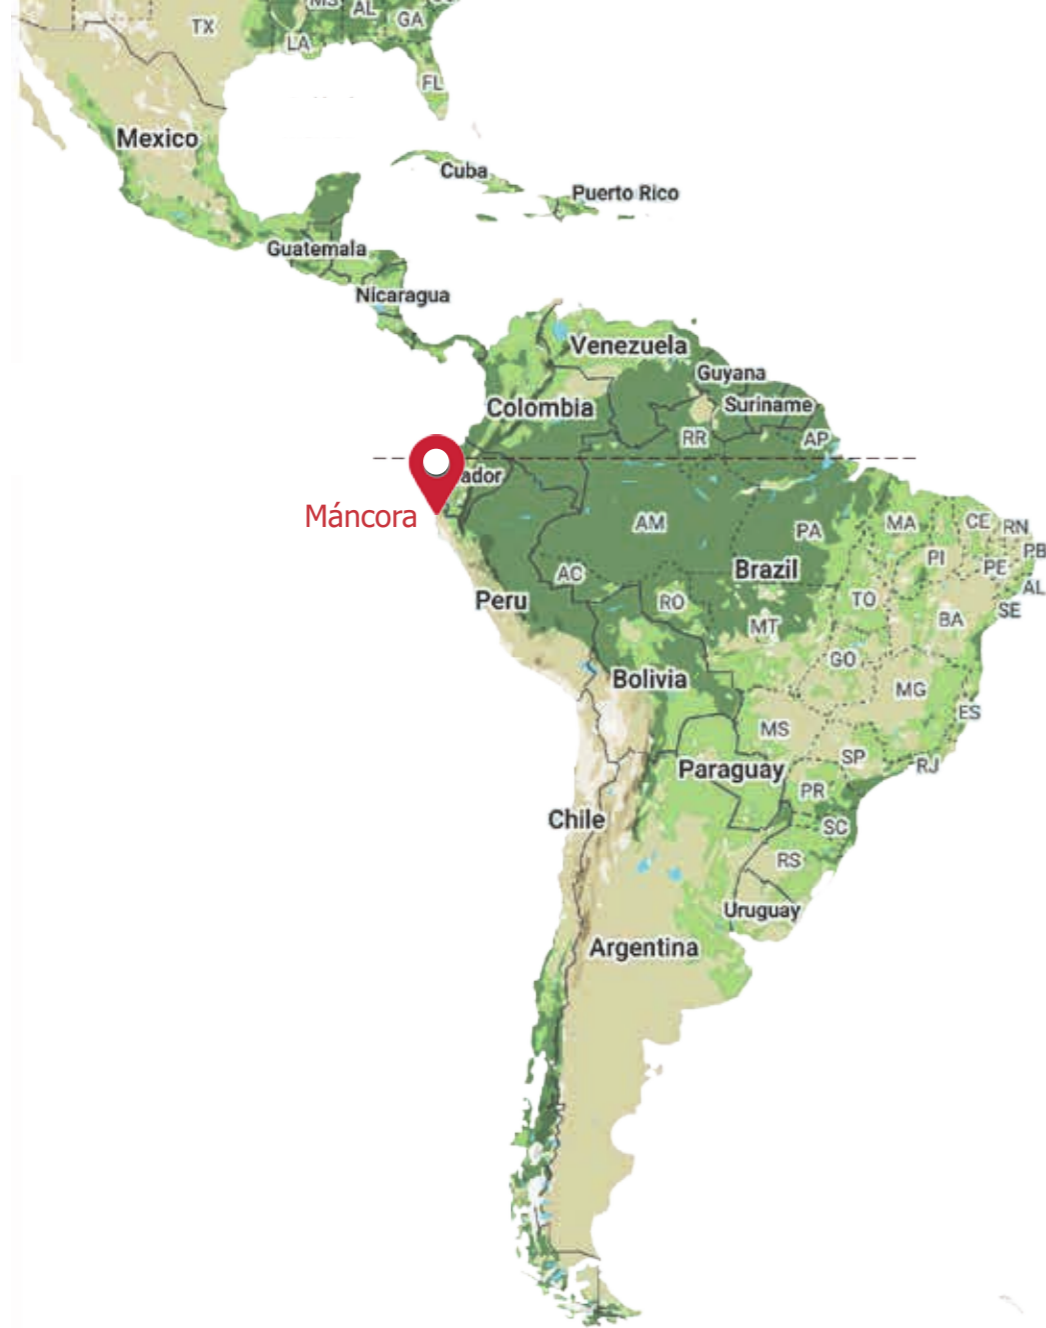 MS
AL
GA
TX
LA
FL
Mexico
Cuba
Puerto Rico
Guatemala
Nicaragua
Venezuela
Guyana
Colombia
Suriname
RR
AP
ador
Máncora
AM
PA
MA
CE
RN
PI
PB
PE
AC
Brazil
AL
Peru
RO
TO
SE
MT
BA
GO
Bolivia
MG
ES
MS
SP
RJ
Paraguay
PR
Chile
SC
RS
Uruguay
Argentina